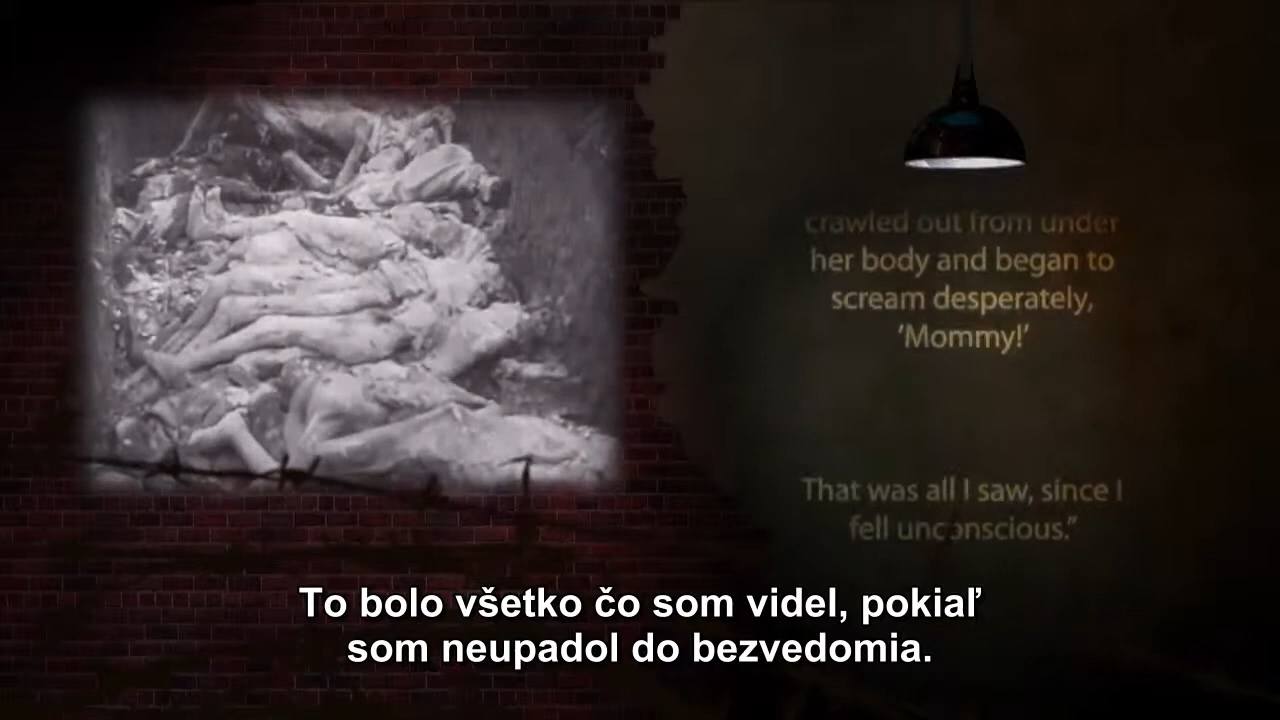 crawled out from under
her body and began to
scream desperately,
‘Mommy!’
That was all I saw, since I
fell unconscious.”
To bolo všetko čo som videl, pokiaľ
som neupadol do bezvedomia.